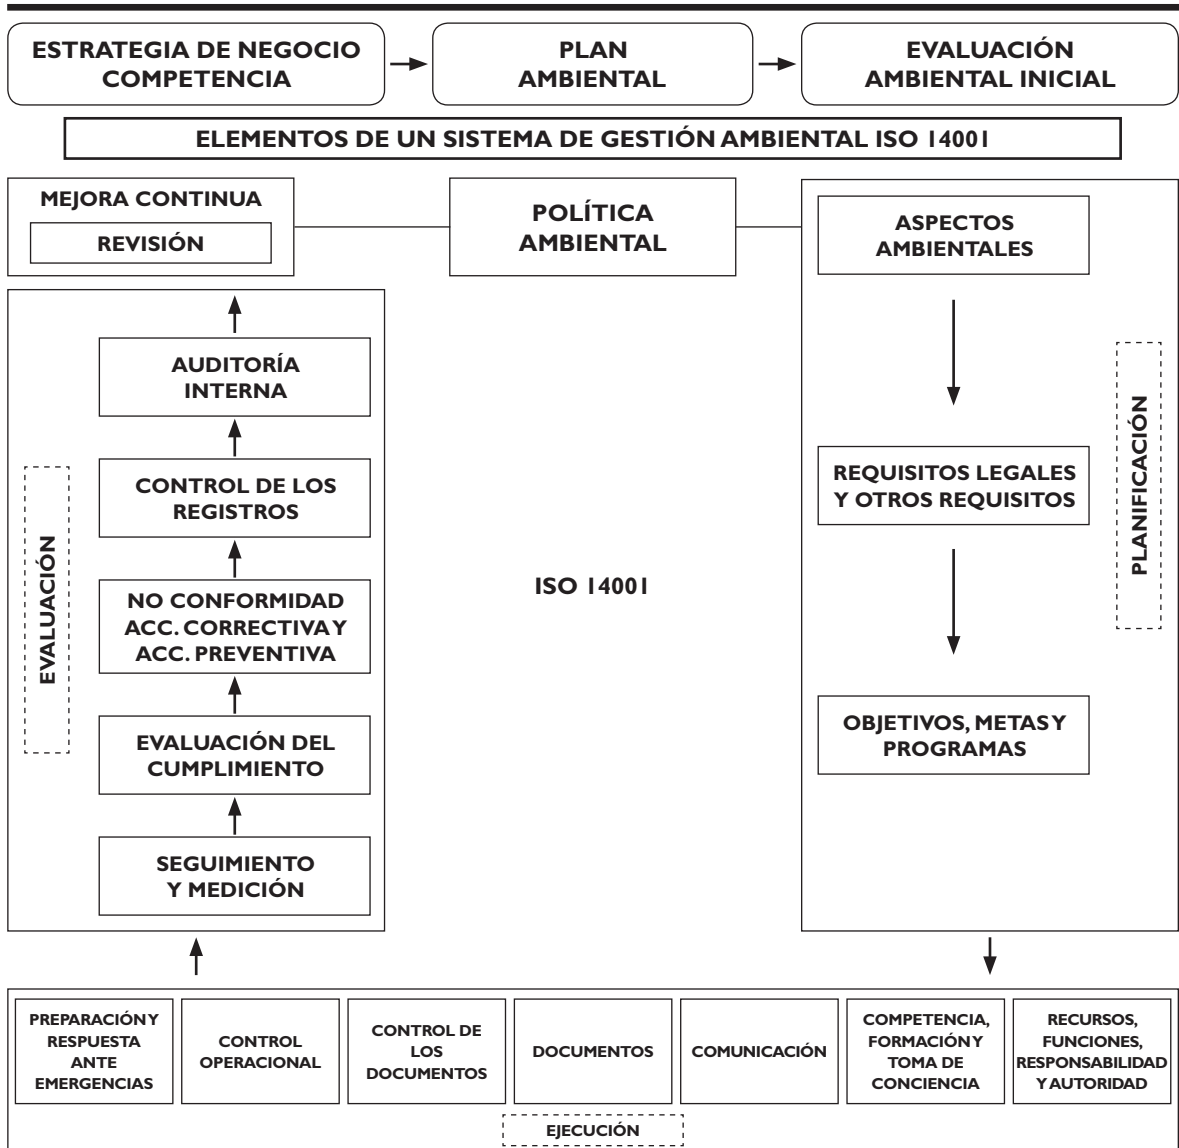 ESTRATEGIA DE NEGOCIO
COMPETENCIA
PLAN
AMBIENTAL
EVALUACIÓN
AMBIENTAL INICIAL
ELEMENTOS DE UN SISTEMA DE GESTIÓN AMBIENTAL ISO 14001
MEJORA CONTINUA
REVISIÓN
POLÍTICA
AMBIENTAL
ASPECTOS
AMBIENTALES
AUDITORÍA
INTERNA
CONTROL DE LOS
REGISTROS
NO CONFORMIDAD
ACC. CORRECTIVA Y
ACC. PREVENTIVA
EVALUACIÓN DEL
CUMPLIMIENTO
SEGUIMIENTO
Y MEDICIÓN
EVALUACIÓN
ISO 14001
REQUISITOS LEGALES
Y OTROS REQUISITOS
OBJETIVOS, METAS Y
PROGRAMAS
PLANIFICACIÓN
PREPARACIÓN Y
RESPUESTA
ANTE
EMERGENCIAS
CONTROL
OPERACIONAL
CONTROL DE
LOS
DOCUMENTOS
DOCUMENTOS
COMUNICACIÓN
COMPETENCIA,
FORMACIÓN Y
TOMA DE
CONCIENCIA
RECURSOS,
FUNCIONES,
RESPONSABILIDAD
Y AUTORIDAD
EJECUCIÓN